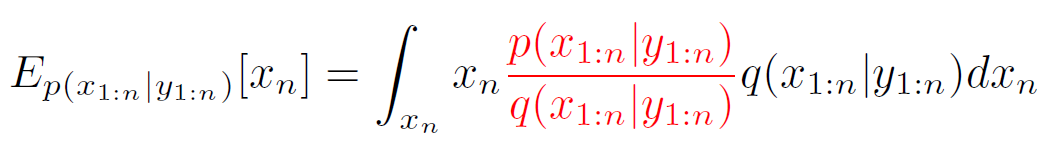 E_{p(x_{1:n}|y_{1:n})}[x_n] = ∫_{x_n} x_n \frac{p(x_{1:n}|y_{1:n})}{q(x_{1:n}|y_{1:n})} q(x_{1:n}|y_{1:n})dx_n